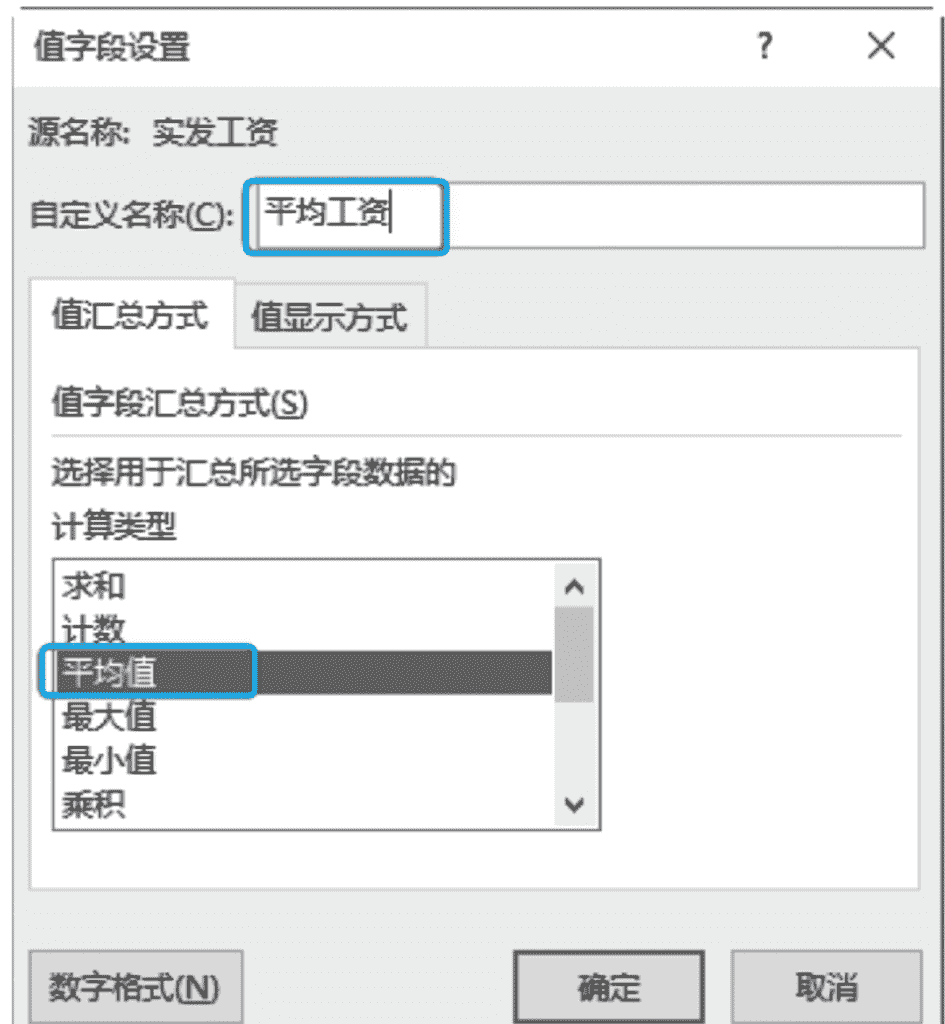 值字段设置 ?
源名称: 实发工资
自定义名称(C): 平均工资
值汇总方式 值显示方式
值字段汇总方式(S)
选择用于汇总所选字段数据的
计算类型
求和
计数
平均值
最大值
最小值
乘积
数字格式(N) 确定 取消